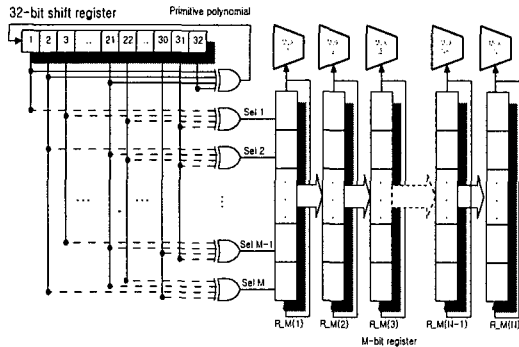 32-bit shift register
Primitive polynomial
1 2 3 .. 21 22 .. 30 31 32
Sel 1
Sel 2
... ...
Sel M-1
Sel M
R_M(1) R_M(2) R_M(3) R_M(N-1) R_M(N)
M-bit register